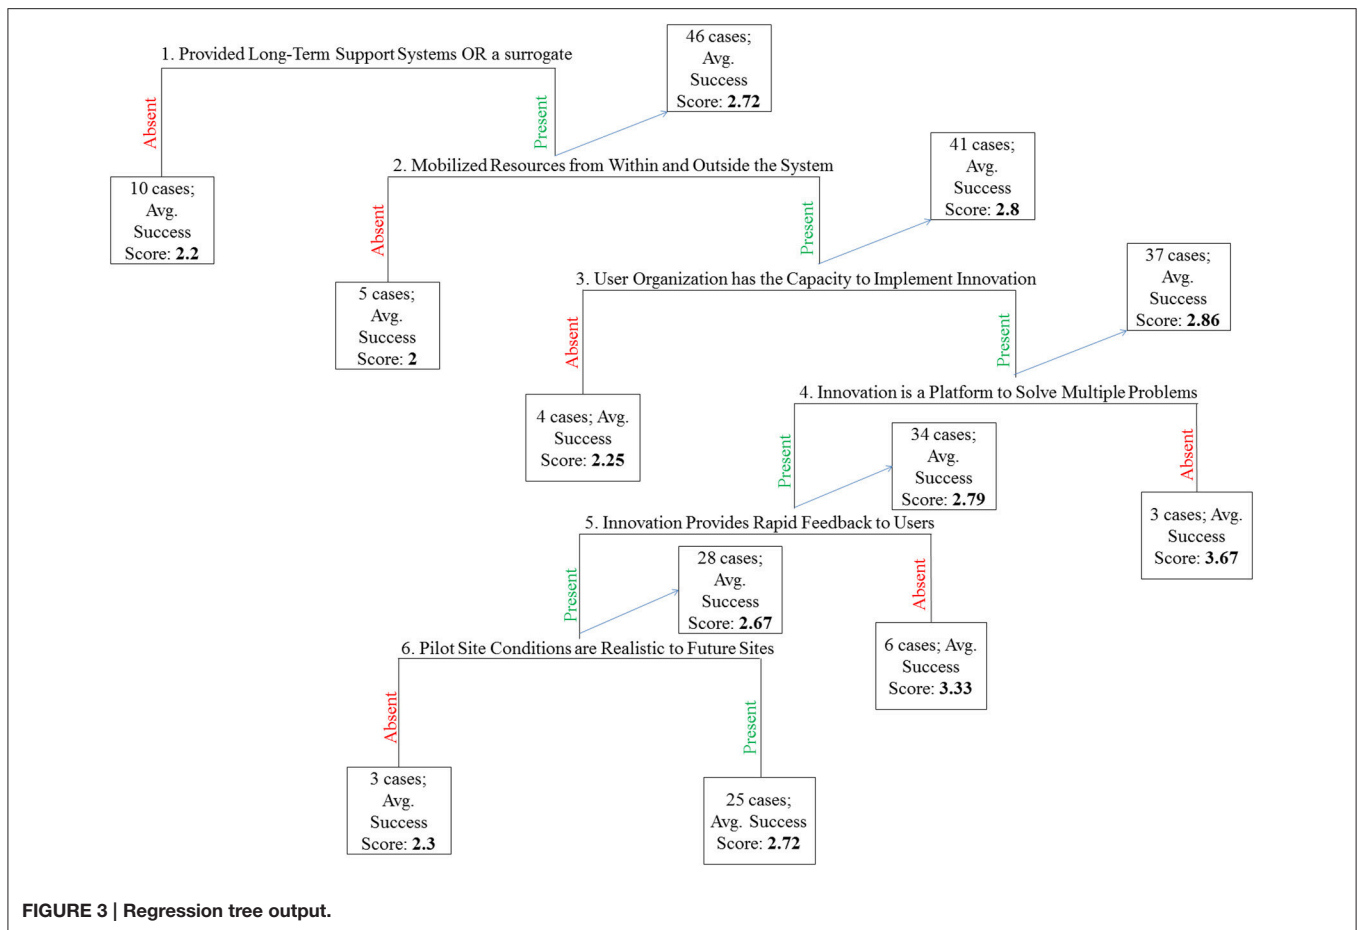 1. Provided Long-Term Support Systems OR a surrogate
46 cases;
Avg.
Success
Score: 2.72
Absent
Present
10 cases;
Avg.
Success
Score: 2.2
2. Mobilized Resources from Within and Outside the System
41 cases;
Avg.
Success
Score: 2.8
Absent
Present
5 cases;
Avg.
Success
Score: 2
3. User Organization has the Capacity to Implement Innovation
37 cases;
Avg.
Success
Score: 2.86
Absent
Present
4 cases; Avg.
Success
Score: 2.25
4. Innovation is a Platform to Solve Multiple Problems
Present
34 cases;
Avg.
Success
Score: 2.79
Absent
3 cases; Avg.
Success
Score: 3.67
5. Innovation Provides Rapid Feedback to Users
Present
28 cases;
Avg.
Success
Score: 2.67
Absent
6 cases; Avg.
Success
Score: 3.33
6. Pilot Site Conditions are Realistic to Future Sites
Absent
Present
3 cases;
Avg.
Success
Score: 2.3
25 cases;
Avg. Success
Score: 2.72
FIGURE 3 | Regression tree output.